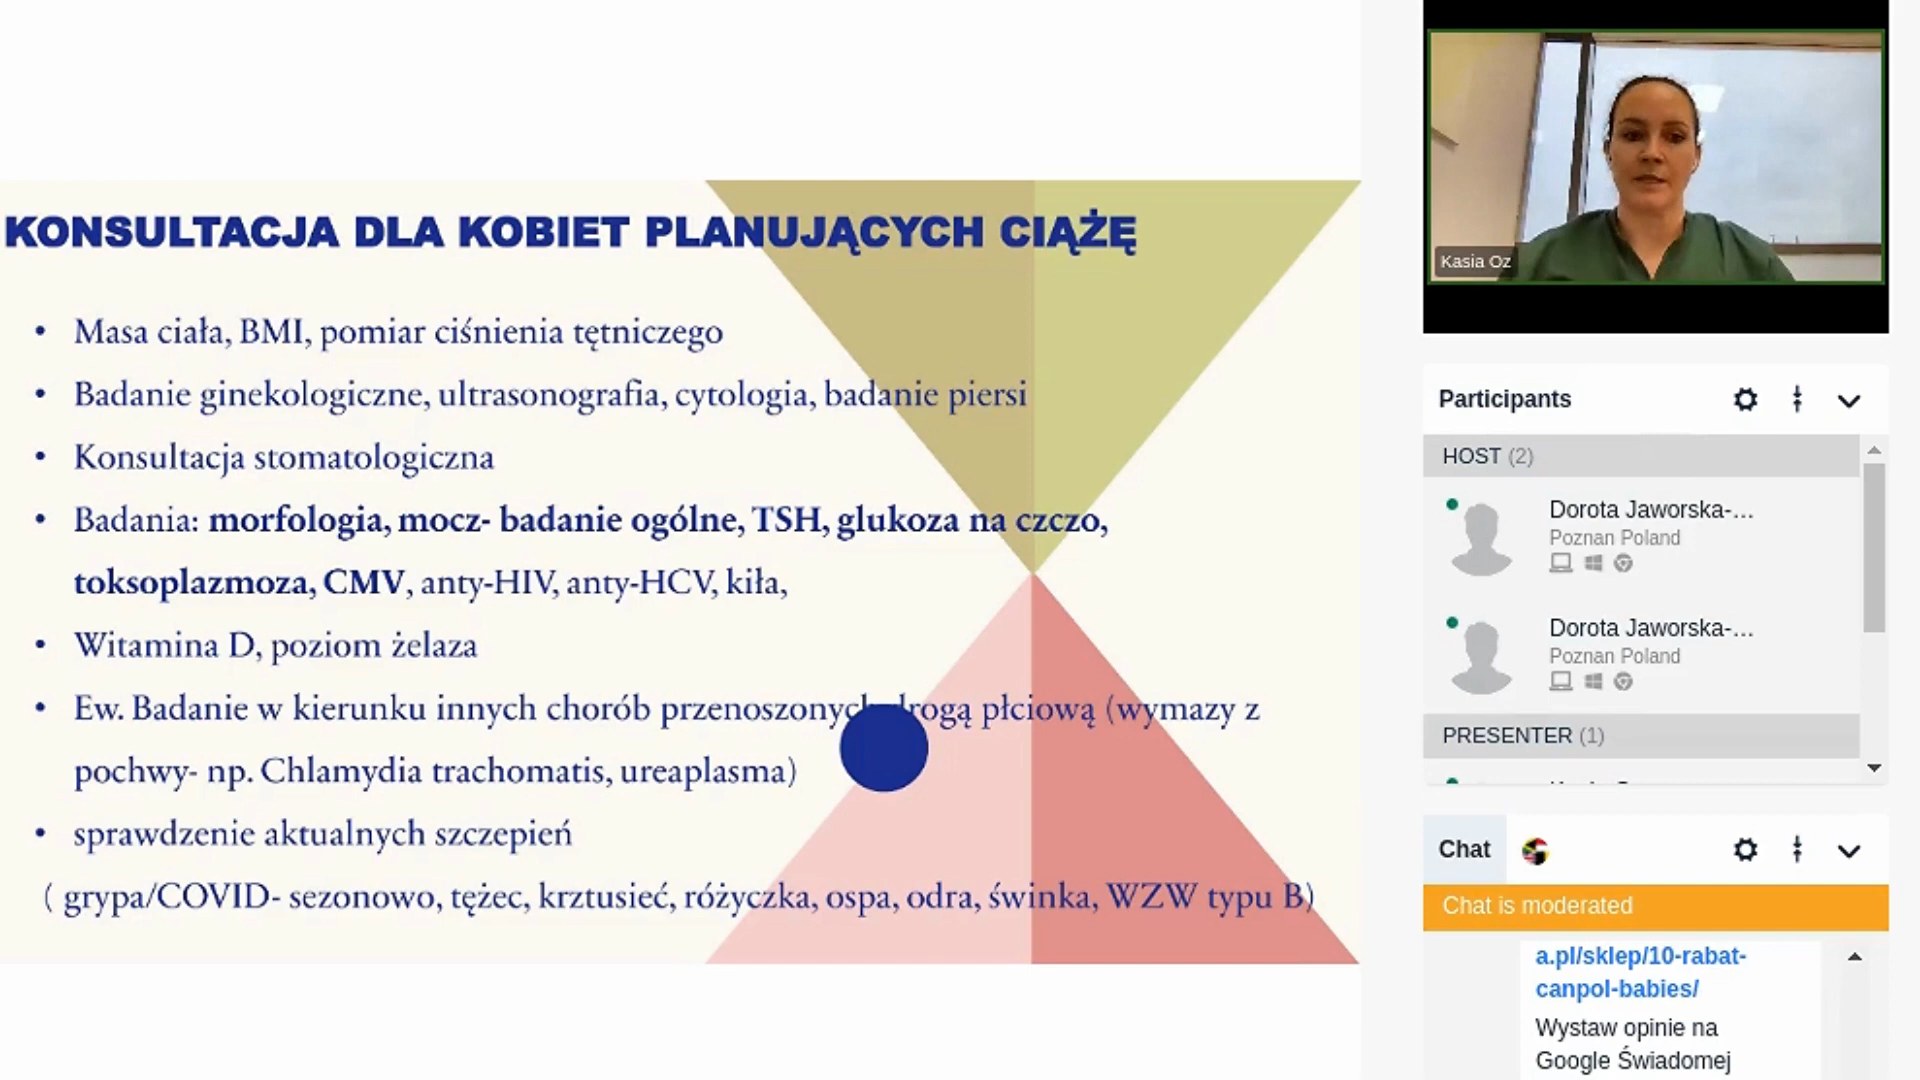 KONSULTACJA DLA KOBIET PLANUJĄCYCH CIĄŻĘ
• Masa ciała, BMI, pomiar ciśnienia tętniczego
• Badanie ginekologiczne, ultrasonografia, cytologia, badanie piersi
• Konsultacja stomatologiczna
• Badania: morfologia, mocz- badanie ogólne, TSH, glukoza na czczo,
toksoplazmoza, CMV, anty-HIV, anty-HCV, kiła,
• Witamina D, poziom żelaza
• Ew. Badanie w kierunku innych chorób przenoszonych drogą płciową (wymazy z
pochwy- np. Chlamydia trachomatis, ureaplasma)
• sprawdzenie aktualnych szczepień
( grypa/COVID- sezonowo, tężec, krztusieć, różyczka, ospa, odra, świnka, WZW typu B)
Kasia Oz
Participants
HOST (2)
Dorota Jaworska-...
Poznan Poland
Dorota Jaworska-...
Poznan Poland
PRESENTER (1)
Chat
Chat is moderated
a.pl/sklep/10-rabat-
canpol-babies/
Wystaw opinie na
Google Świadomej